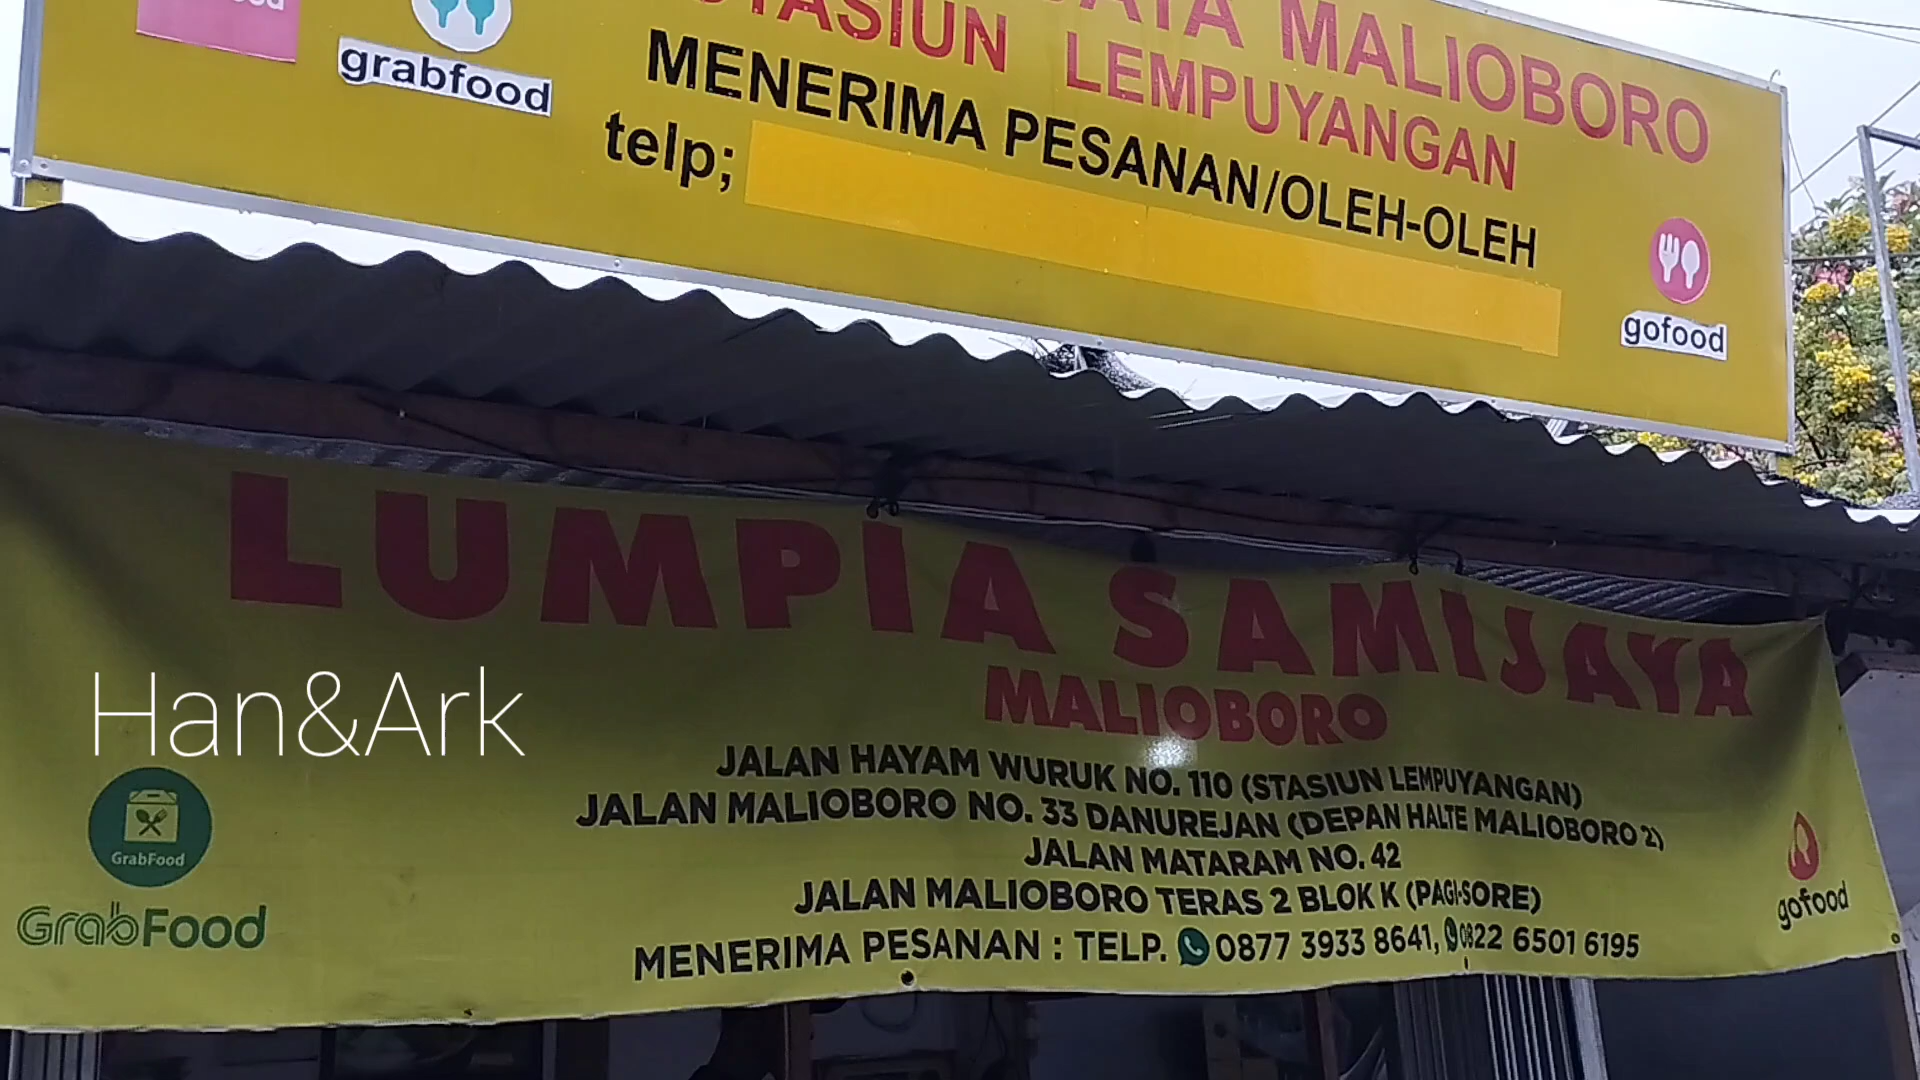 MALIOBORO
STASIUN LEMPUYANGAN
grabfood
MENERIMA PESANAN/OLEH-OLEH
telp;
gofood
LUMPIA SAMIJAYA
MALIOBORO
Han&Ark
JALAN HAYAM WURUK NO. 110 (STASIUN LEMPUYANGAN)
JALAN MALIOBORO NO. 33 DANUREJAN (DEPAN HALTE MALIOBORO 2)
JALAN MATARAM NO. 42
JALAN MALIOBORO TERAS 2 BLOK K (PAGI-SORE)
MENERIMA PESANAN : TELP. 0877 3933 8641, 0822 6501 6195
GrabFood
GrabFood
gofood